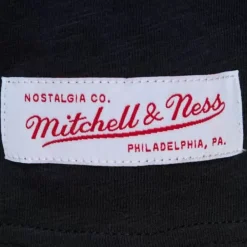 NOSTALGIA CO.
Mitchell & Ness
PHILADELPHIA, PA.